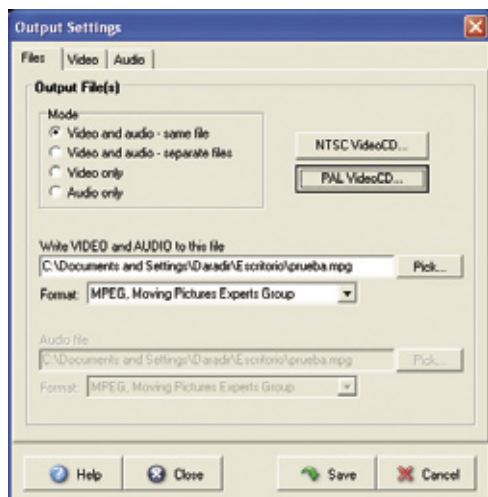 Output Settings
Files Video Audio
Output File(s)
Mode
Video and audio - same file
Video and audio - separate files
Video only
Audio only
NTSC VideoCD...
PAL VideoCD...
Write VIDEO and AUDIO to this file
C:\Documents and Settings\Daradir\Escritorio\prueba.mpg Pick...
Format: MPEG, Moving Pictures Experts Group
Audio file
C:\Documents and Settings\Daradir\Escritorio\prueba.mpg Pick...
Format: MPEG, Moving Pictures Experts Group
Help Close Save Cancel